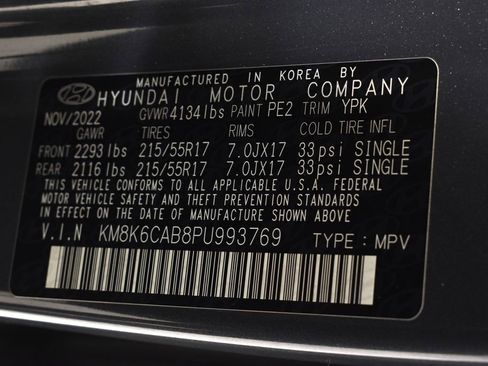 MANUFACTURED IN KOREA BY
HYUNDAI MOTOR COMPANY
NOV/2022 GVWR 4134lbs PAINT PE2 TRIM YPK
GAWR TIRES RIMS COLD TIRE INFL
FRONT 2293lbs 215/55R17 7.0JX17 33psi SINGLE
REAR 2116lbs 215/55R17 7.0JX17 33psi SINGLE
THIS VEHICLE CONFORMS TO ALL APPLICABLE U.S.A. FEDERAL
MOTOR VEHICLE SAFETY AND THEFT PREVENTION STANDARDS
IN EFFECT ON THE DATE OF MANUFACTURE SHOWN ABOVE
V.I.N KM8K6CAB8PU993769 TYPE : MPV